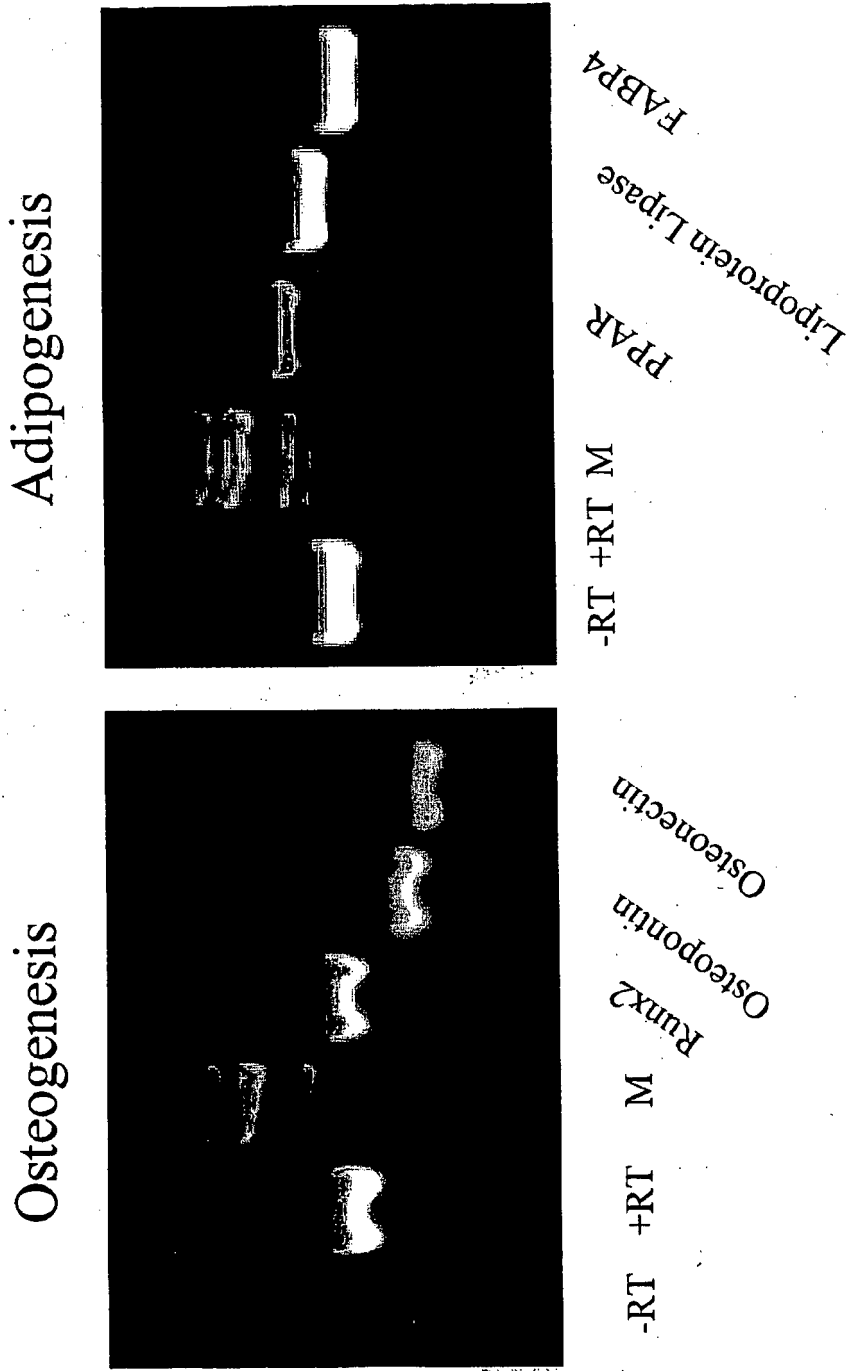 Osteogenesis
-RT +RT M Runx2 Osteopontin Osteonectin
Adipogenesis
-RT +RT M PPAR Lipoprotein Lipase FABP4